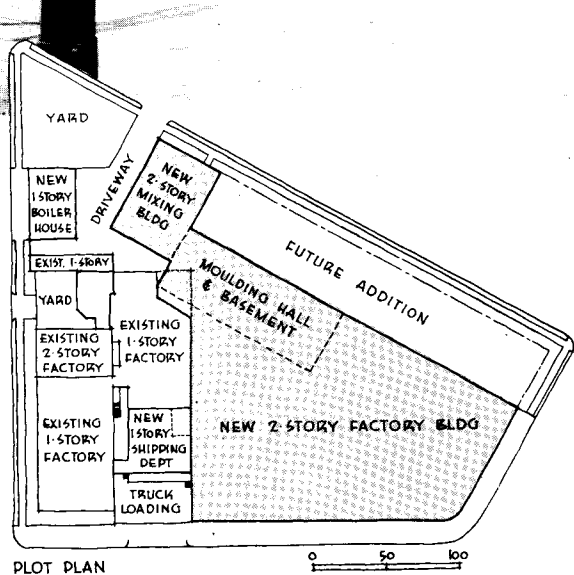 YARD
NEW
1 STORY
BOILER
HOUSE
DRIVEWAY
NEW
2·STORY
MIXING
BLDG
FUTURE ADDITION
EXIST. 1·STORY
MOULDING HALL
& BASEMENT
YARD
EXISTING
2·STORY
FACTORY
EXISTING
1·STORY
FACTORY
EXISTING
1·STORY
FACTORY
NEW
1 STORY
SHIPPING
DEPT
NEW 2·STORY FACTORY BLDG
TRUCK
LOADING
PLOT PLAN
0 50 100